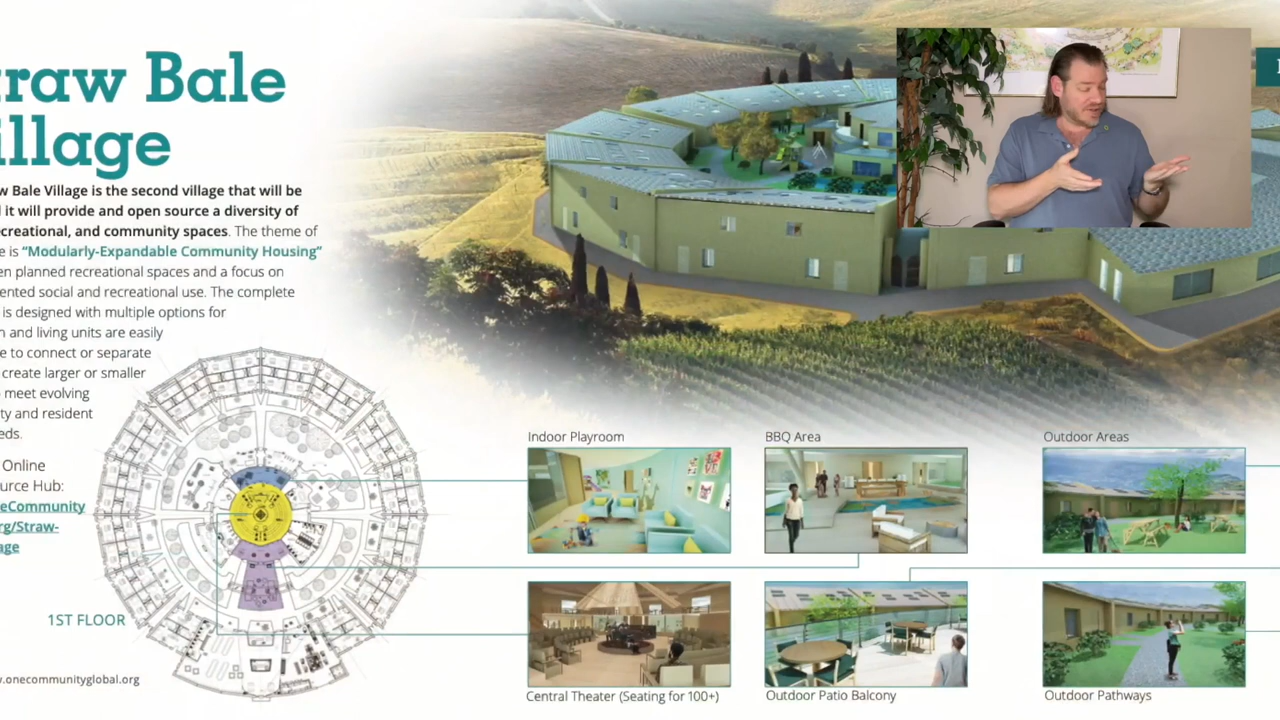 raw Bale
illage
w Bale Village is the second village that will be
it will provide and open source a diversity of
ecreational, and community spaces. The theme of
e is “Modularly-Expandable Community Housing”
en planned recreational spaces and a focus on
ented social and recreational use. The complete
is designed with multiple options for
n and living units are easily
e to connect or separate
create larger or smaller
meet evolving
ty and resident
eds.
Online
urce Hub:
eCommunity
rg/Straw-
age
1ST FLOOR
w.onecommunityglobal.org
Indoor Playroom
BBQ Area
Outdoor Areas
Central Theater (Seating for 100+)
Outdoor Patio Balcony
Outdoor Pathways